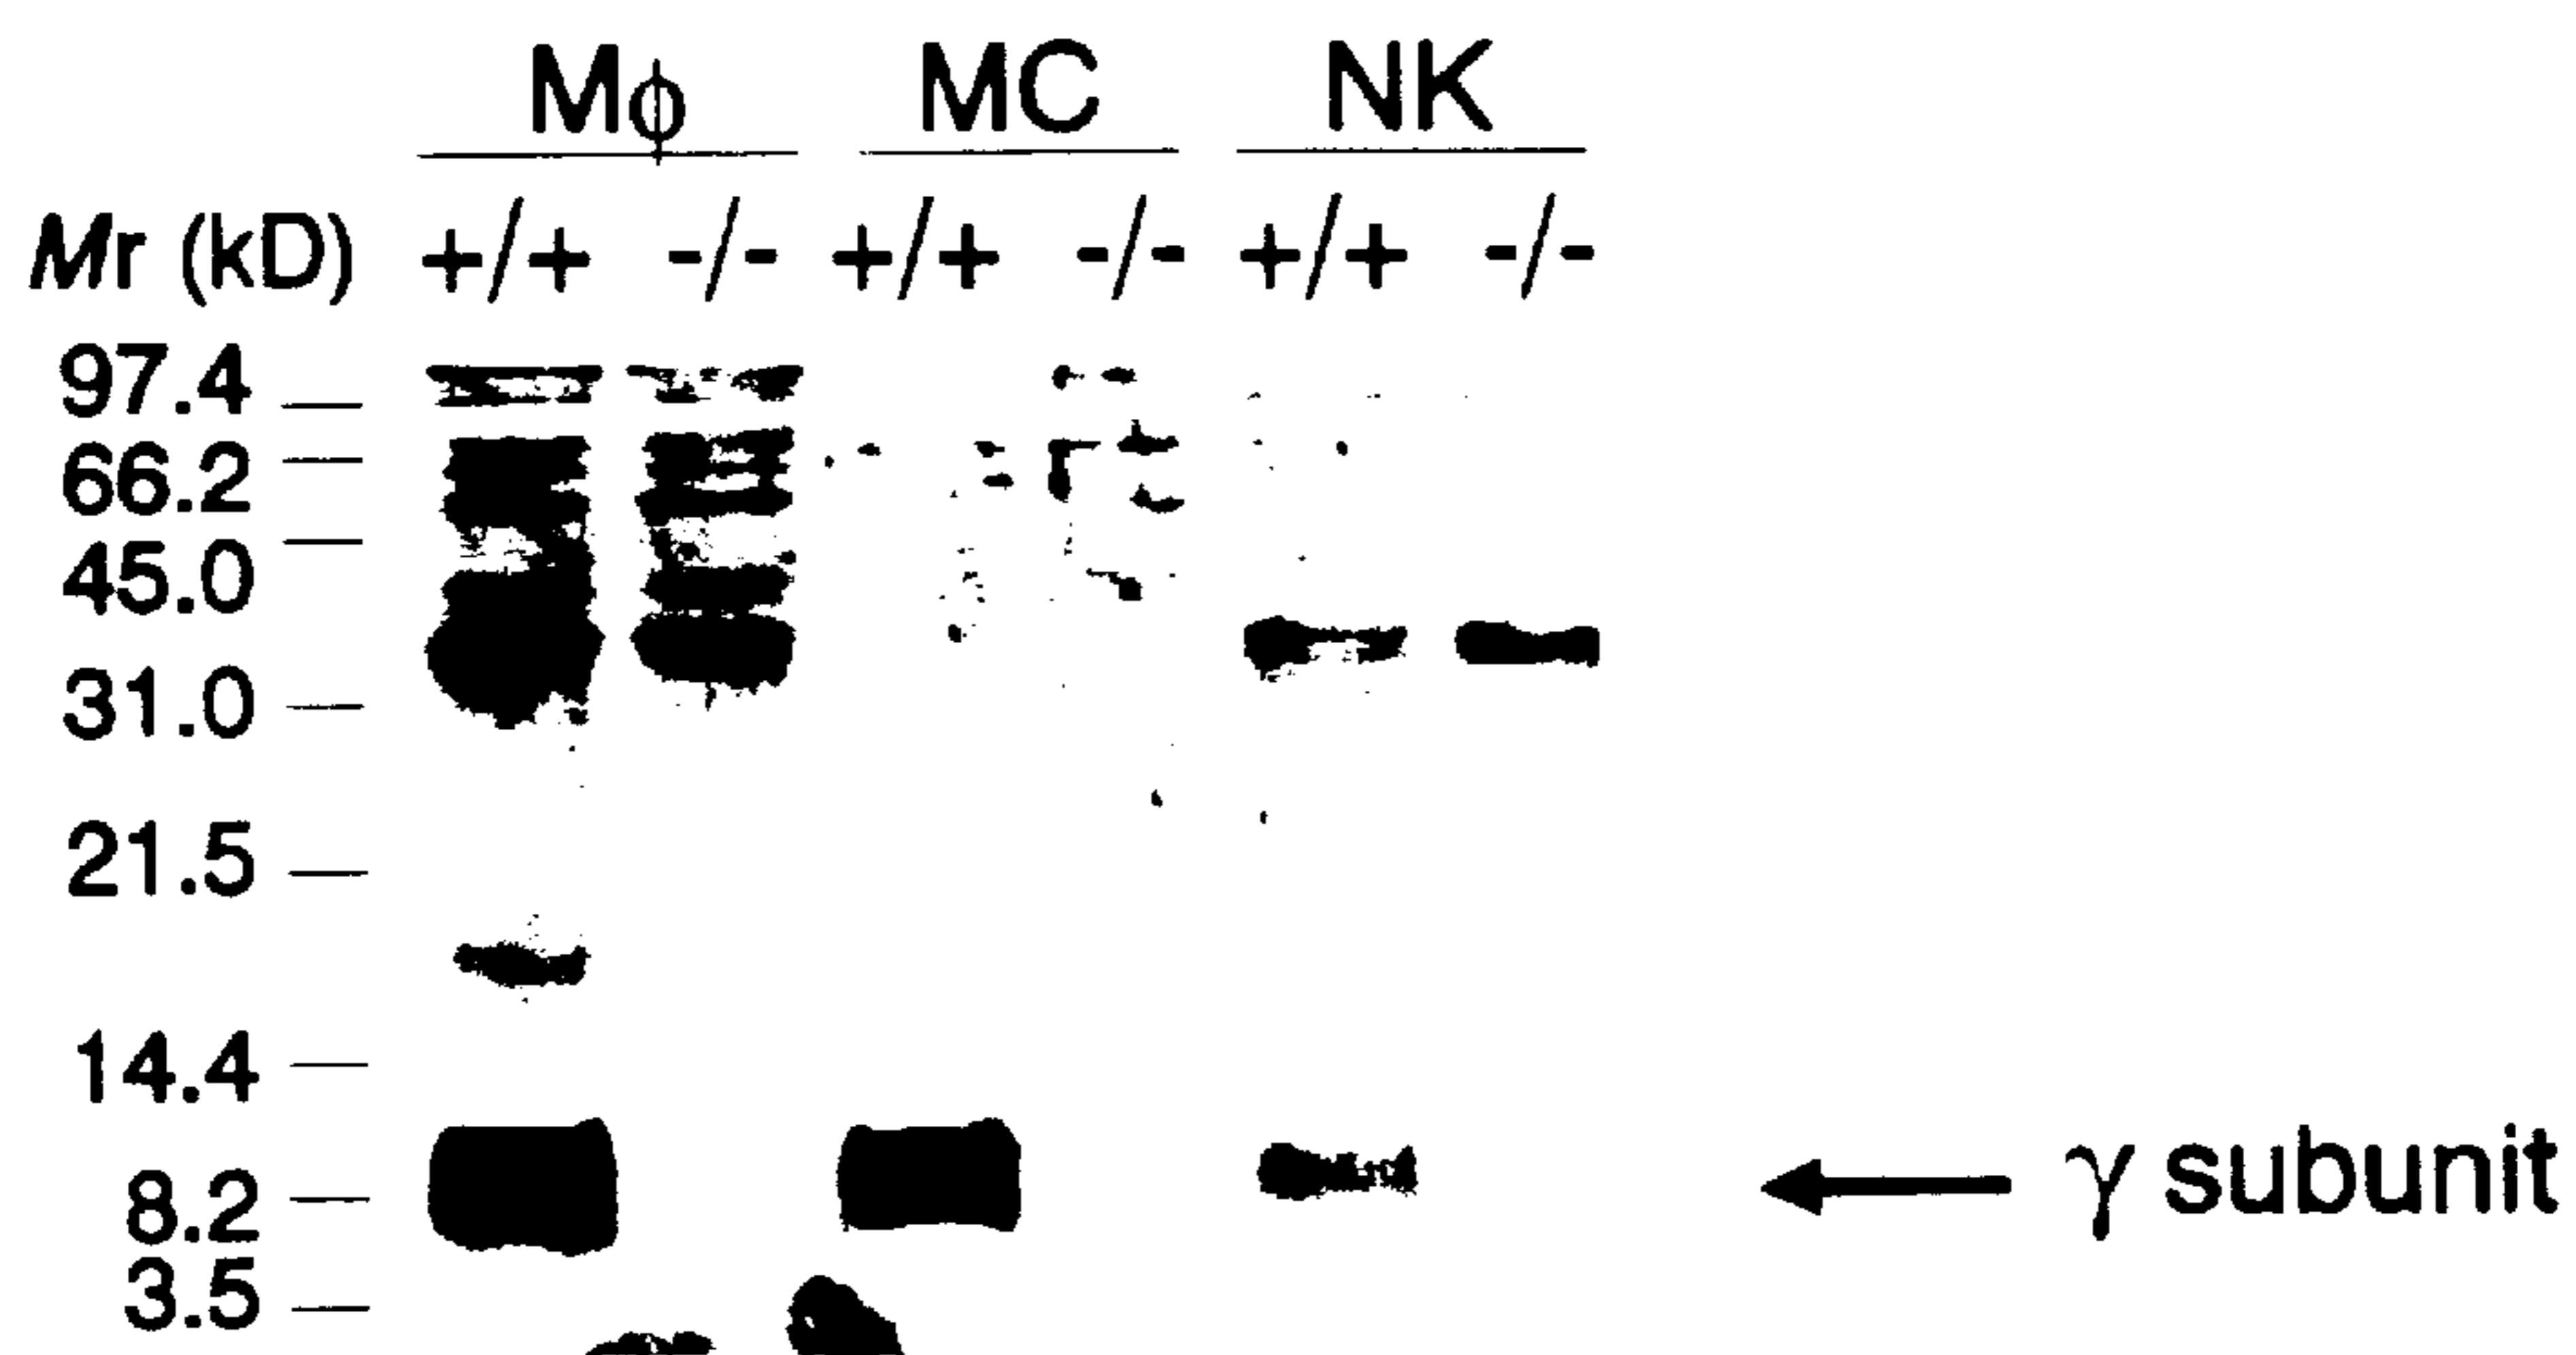 Mφ MC NK
Mr (kD) +/+ -/- +/+ -/- +/+ -/-
97.4
66.2
45.0
31.0
21.5
14.4
8.2 γ subunit
3.5